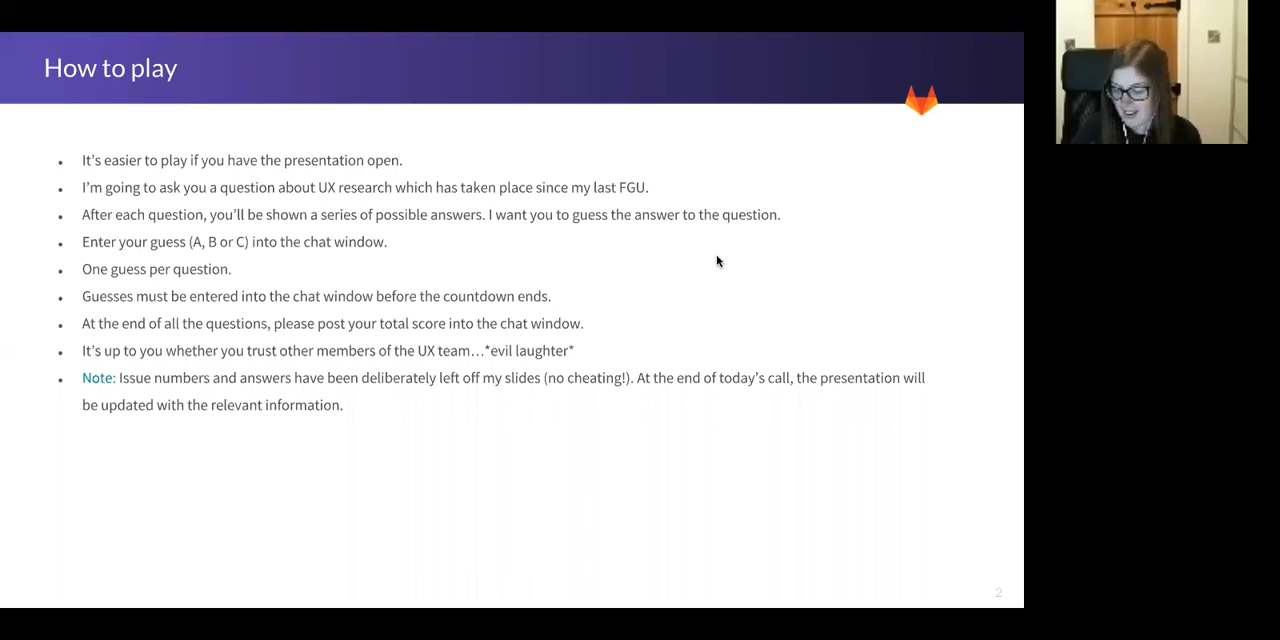 How to play
• It's easier to play if you have the presentation open.
• I'm going to ask you a question about UX research which has taken place since my last FGU.
• After each question, you'll be shown a series of possible answers. I want you to guess the answer to the question.
• Enter your guess (A, B or C) into the chat window.
• One guess per question.
• Guesses must be entered into the chat window before the countdown ends.
• At the end of all the questions, please post your total score into the chat window.
• It's up to you whether you trust other members of the UX team…*evil laughter*
• Note: Issue numbers and answers have been deliberately left off my slides (no cheating!). At the end of today's call, the presentation will
be updated with the relevant information.
2